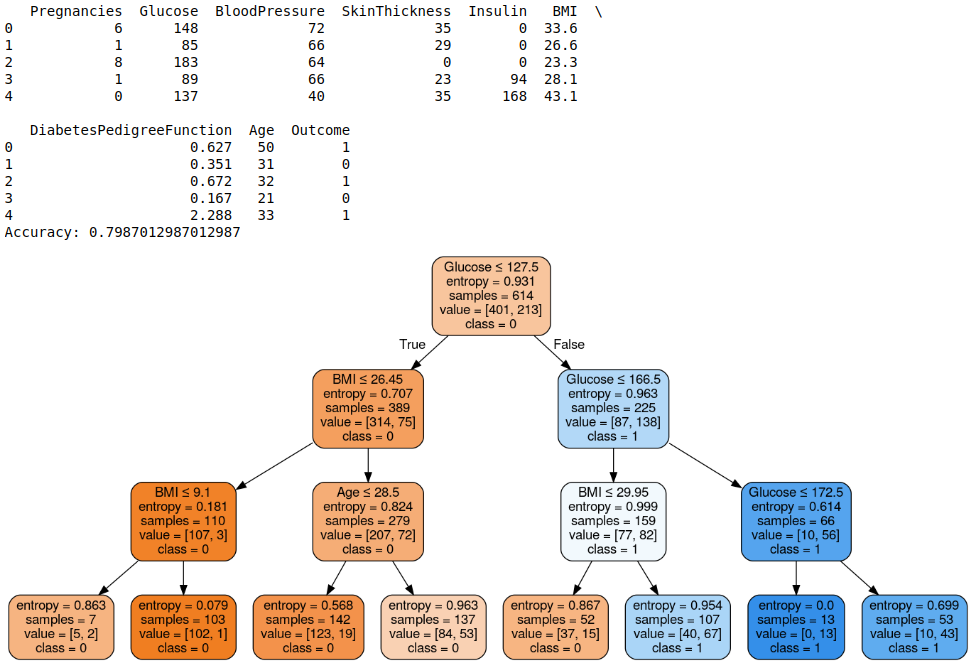 Pregnancies  Glucose  BloodPressure  SkinThickness  Insulin   BMI  \
0            6      148             72             35        0  33.6
1            1       85             66             29        0  26.6
2            8      183             64              0        0  23.3
3            1       89             66             23       94  28.1
4            0      137             40             35      168  43.1
   DiabetesPedigreeFunction  Age  Outcome
0                     0.627   50        1
1                     0.351   31        0
2                     0.672   32        1
3                     0.167   21        0
4                     2.288   33        1
Accuracy: 0.7987012987012987
Glucose ≤ 127.5
entropy = 0.931
samples = 614
value = [401, 213]
class = 0
True
False
BMI ≤ 26.45
entropy = 0.707
samples = 389
value = [314, 75]
class = 0
Glucose ≤ 166.5
entropy = 0.963
samples = 225
value = [87, 138]
class = 1
BMI ≤ 9.1
entropy = 0.181
samples = 110
value = [107, 3]
class = 0
Age ≤ 28.5
entropy = 0.824
samples = 279
value = [207, 72]
class = 0
BMI ≤ 29.95
entropy = 0.999
samples = 159
value = [77, 82]
class = 1
Glucose ≤ 172.5
entropy = 0.614
samples = 66
value = [10, 56]
class = 1
entropy = 0.863
samples = 7
value = [5, 2]
class = 0
entropy = 0.079
samples = 103
value = [102, 1]
class = 0
entropy = 0.568
samples = 142
value = [123, 19]
class = 0
entropy = 0.963
samples = 137
value = [84, 53]
class = 0
entropy = 0.867
samples = 52
value = [37, 15]
class = 0
entropy = 0.954
samples = 107
value = [40, 67]
class = 1
entropy = 0.0
samples = 13
value = [0, 13]
class = 1
entropy = 0.699
samples = 53
value = [10, 43]
class = 1